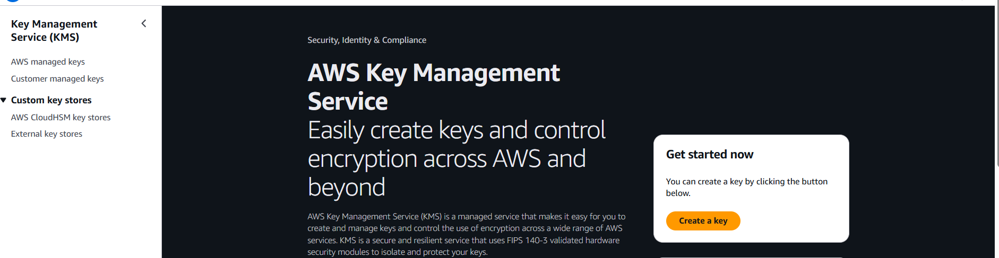 Key Management
Service (KMS)
AWS managed keys
Customer managed keys
Custom key stores
AWS CloudHSM key stores
External key stores
Security, Identity & Compliance
AWS Key Management
Service
Easily create keys and control
encryption across AWS and
beyond
AWS Key Management Service (KMS) is a managed service that makes it easy for you to
create and manage keys and control the use of encryption across a wide range of AWS
services. KMS is a secure and resilient service that uses FIPS 140-3 validated hardware
security modules to isolate and protect your keys.
Get started now
You can create a key by clicking the button
below.
Create a key